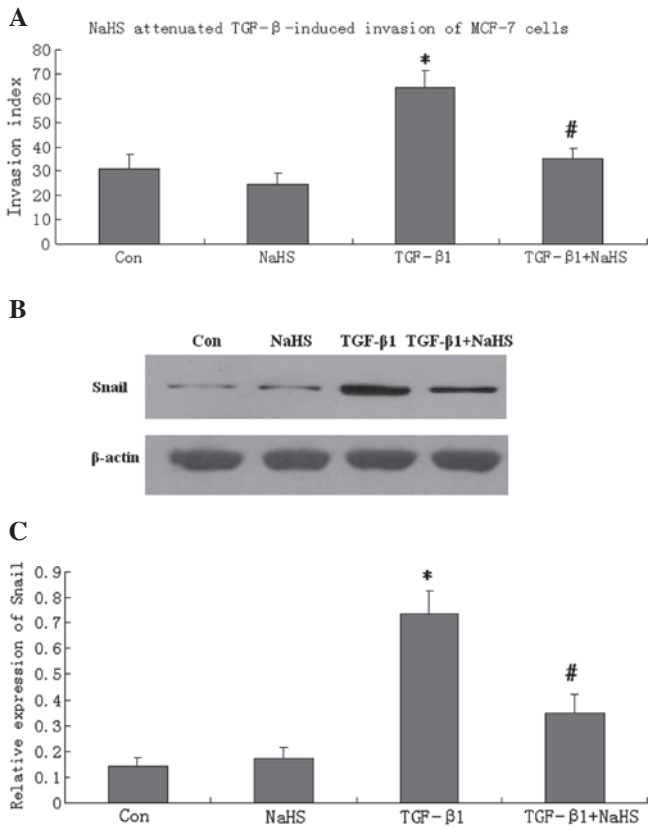 A
NaHS attenuated TGF-β-induced invasion of MCF-7 cells
Invasion index
80
70
60
50
40
30
20
10
0
*
#
Con NaHS TGF-β1 TGF-β1+NaHS
B
Con NaHS TGF-β1 TGF-β1+NaHS
Snail
β-actin
C
Relative expression of Snail
0.9
0.8
0.7
0.6
0.5
0.4
0.3
0.2
0.1
0
*
#
Con NaHS TGF-β1 TGF-β1+NaHS